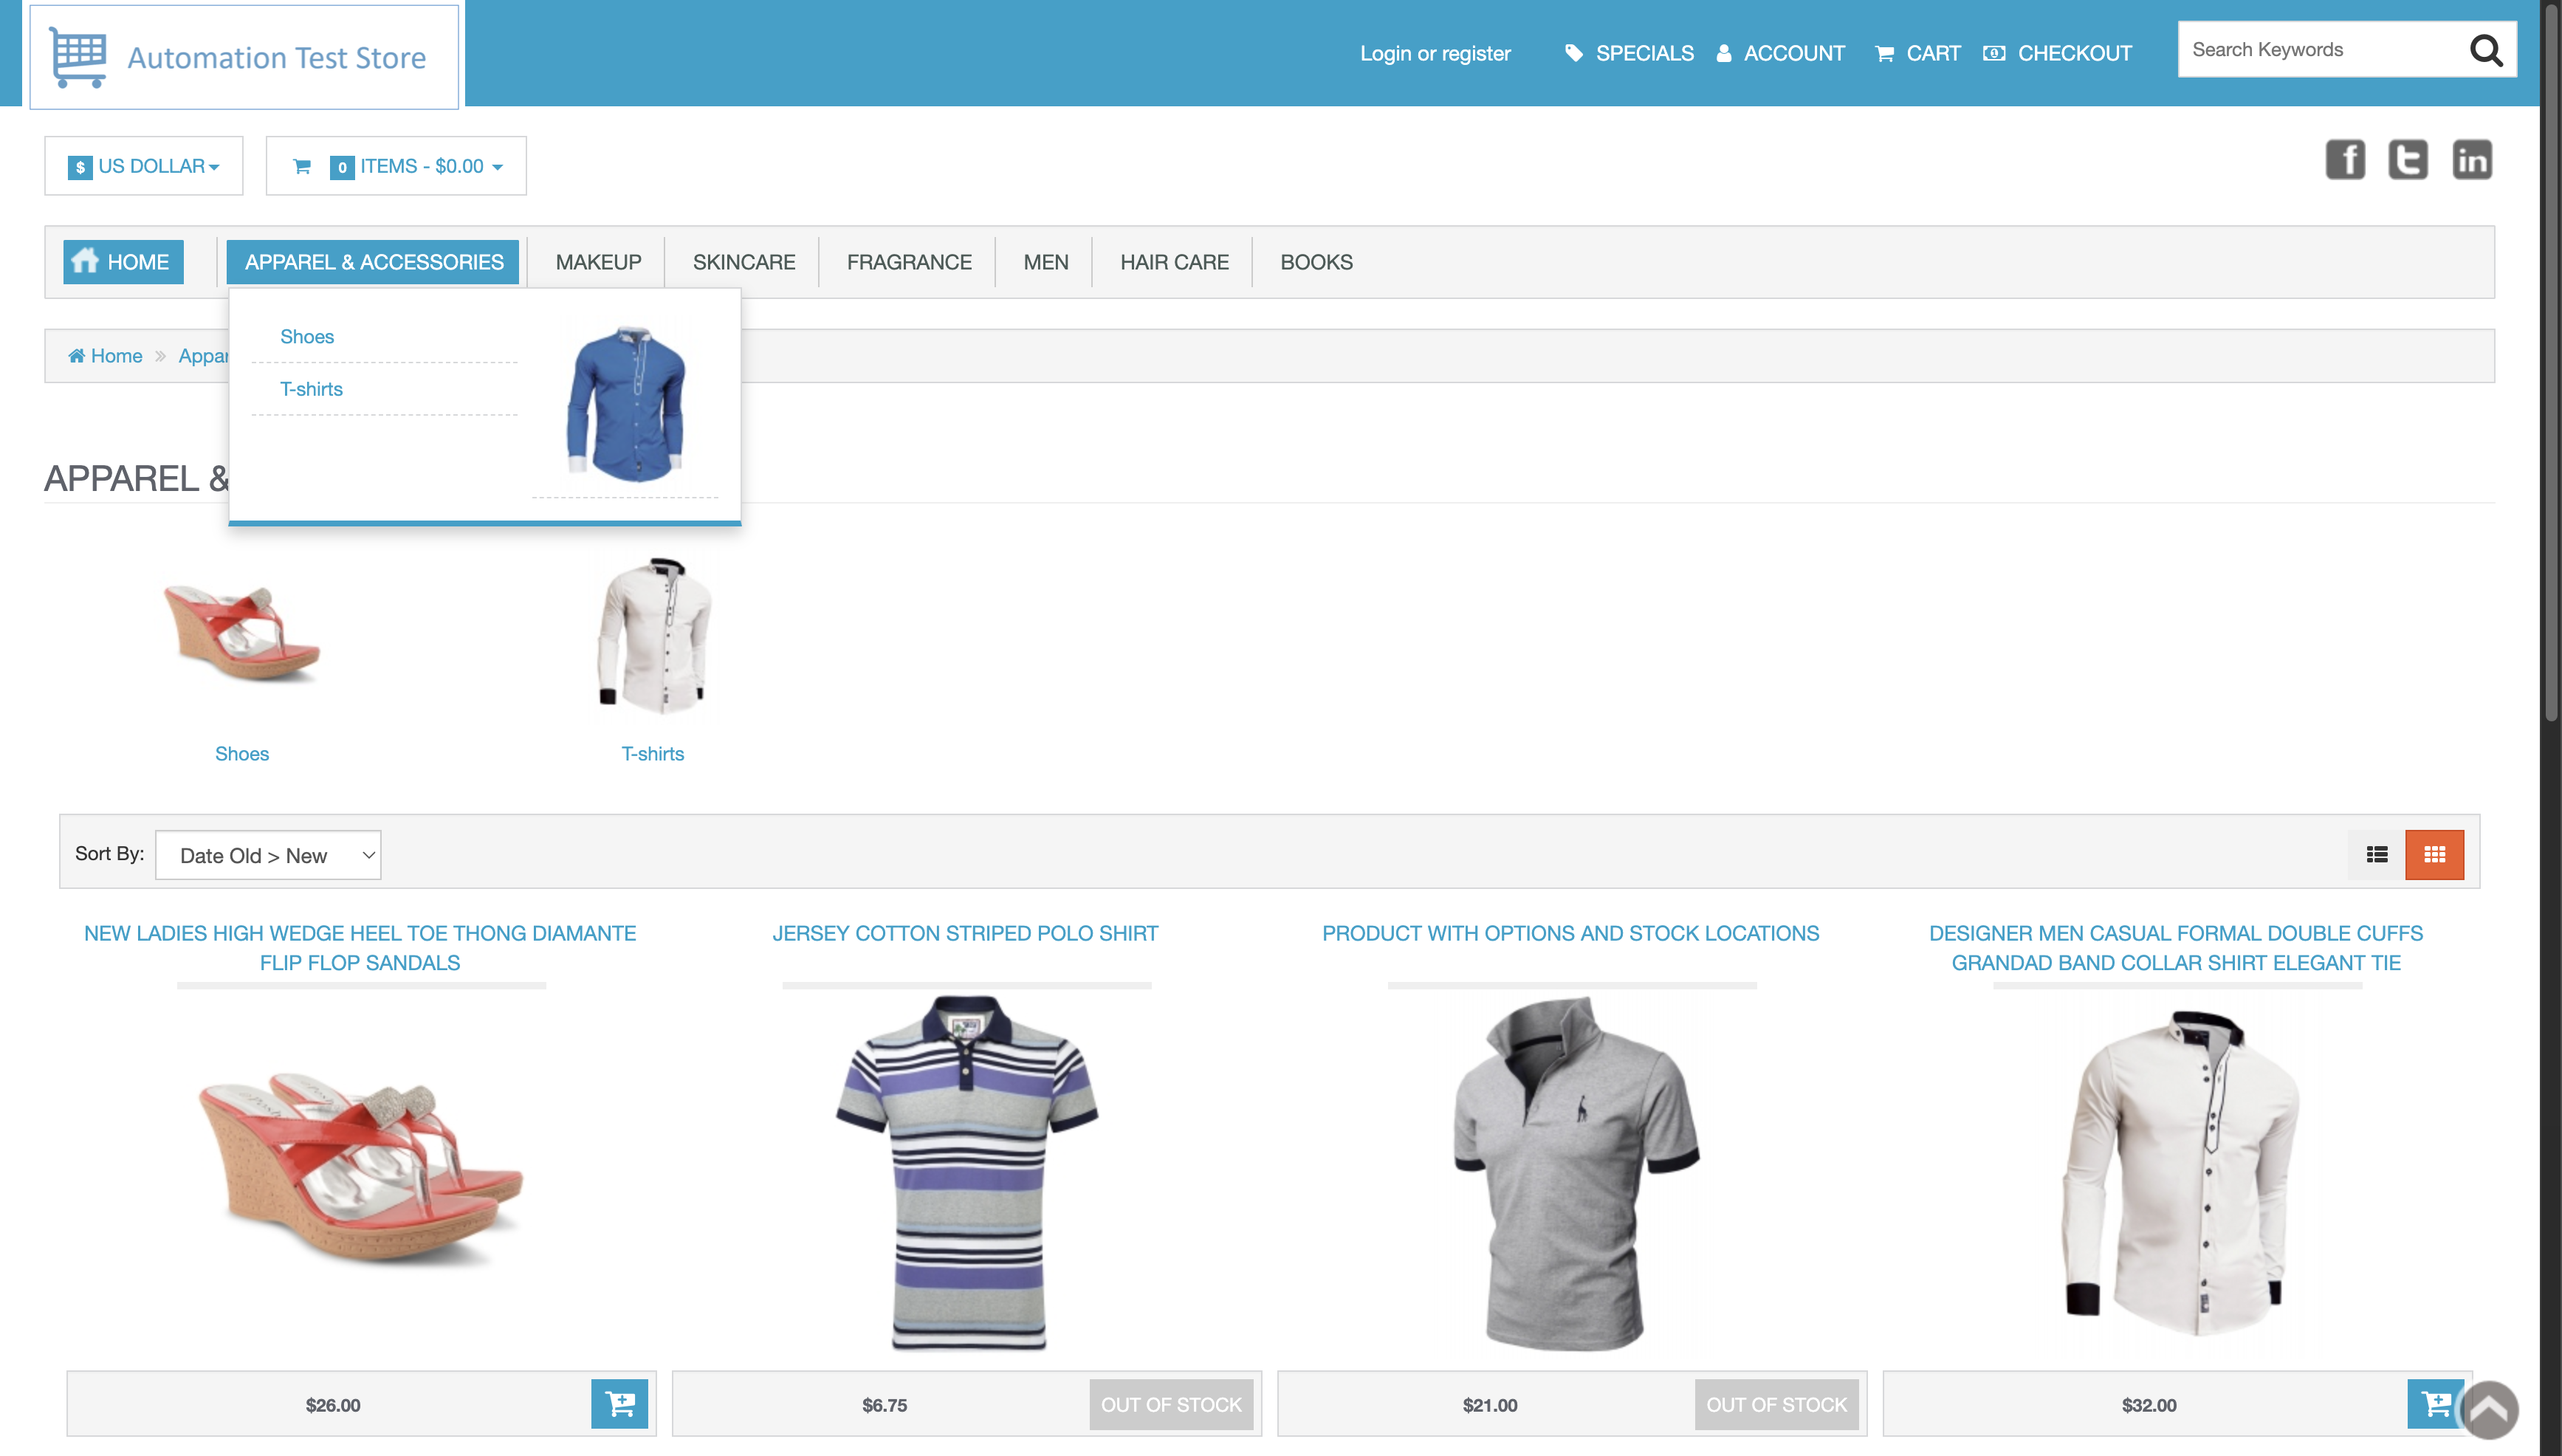 Automation Test Store
Login or register
SPECIALS
ACCOUNT
CART
CHECKOUT
Search Keywords
$ US DOLLAR
0 ITEMS - $0.00
HOME
APPAREL & ACCESSORIES
MAKEUP
SKINCARE
FRAGRANCE
MEN
HAIR CARE
BOOKS
Shoes
T-shirts
Home » Appar
APPAREL &
Shoes
T-shirts
Sort By:
Date Old > New
NEW LADIES HIGH WEDGE HEEL TOE THONG DIAMANTE
FLIP FLOP SANDALS
JERSEY COTTON STRIPED POLO SHIRT
PRODUCT WITH OPTIONS AND STOCK LOCATIONS
DESIGNER MEN CASUAL FORMAL DOUBLE CUFFS
GRANDAD BAND COLLAR SHIRT ELEGANT TIE
$26.00
$6.75
OUT OF STOCK
$21.00
OUT OF STOCK
$32.00